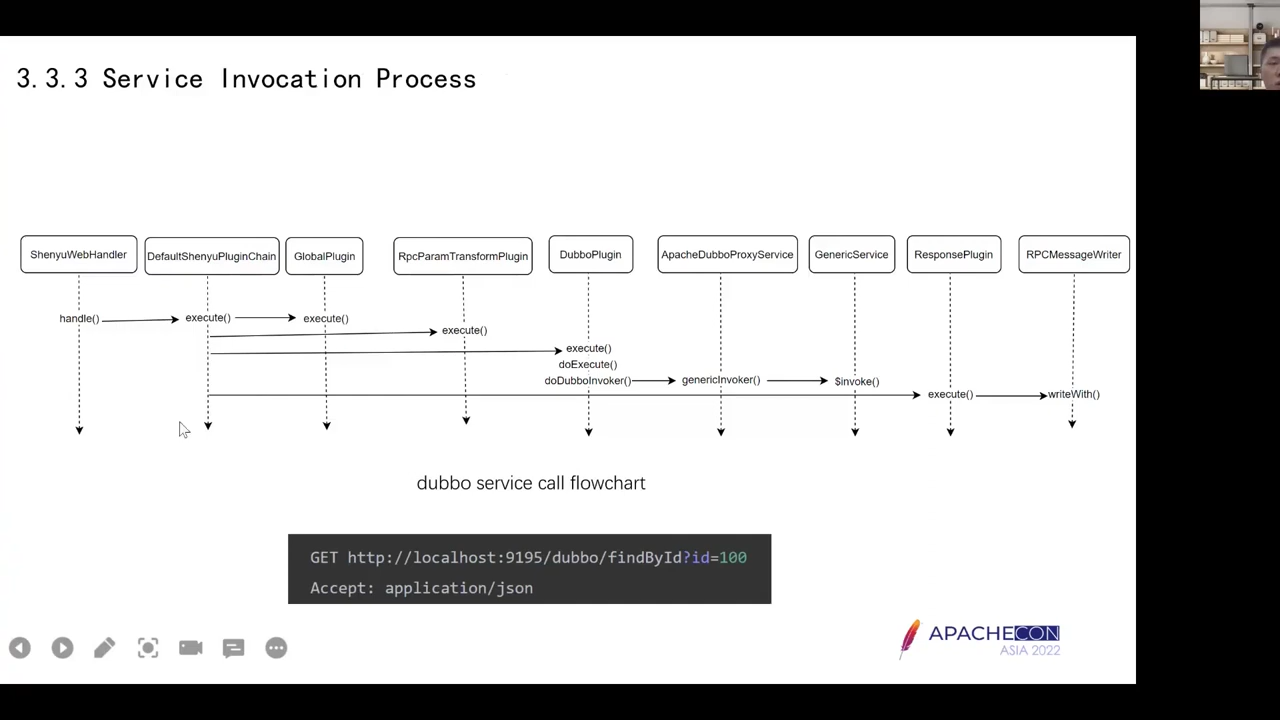 3.3.3 Service Invocation Process
ShenyuWebHandler
DefaultShenyuPluginChain
GlobalPlugin
RpcParamTransformPlugin
DubboPlugin
ApacheDubboProxyService
GenericService
ResponsePlugin
RPCMessageWriter
handle()
execute()
execute()
execute()
execute()
doExecute()
doDubboInvoker()
genericInvoker()
$invoke()
execute()
writeWith()
dubbo service call flowchart
GET http://localhost:9195/dubbo/findById?id=100
Accept: application/json
APACHECON
ASIA 2022